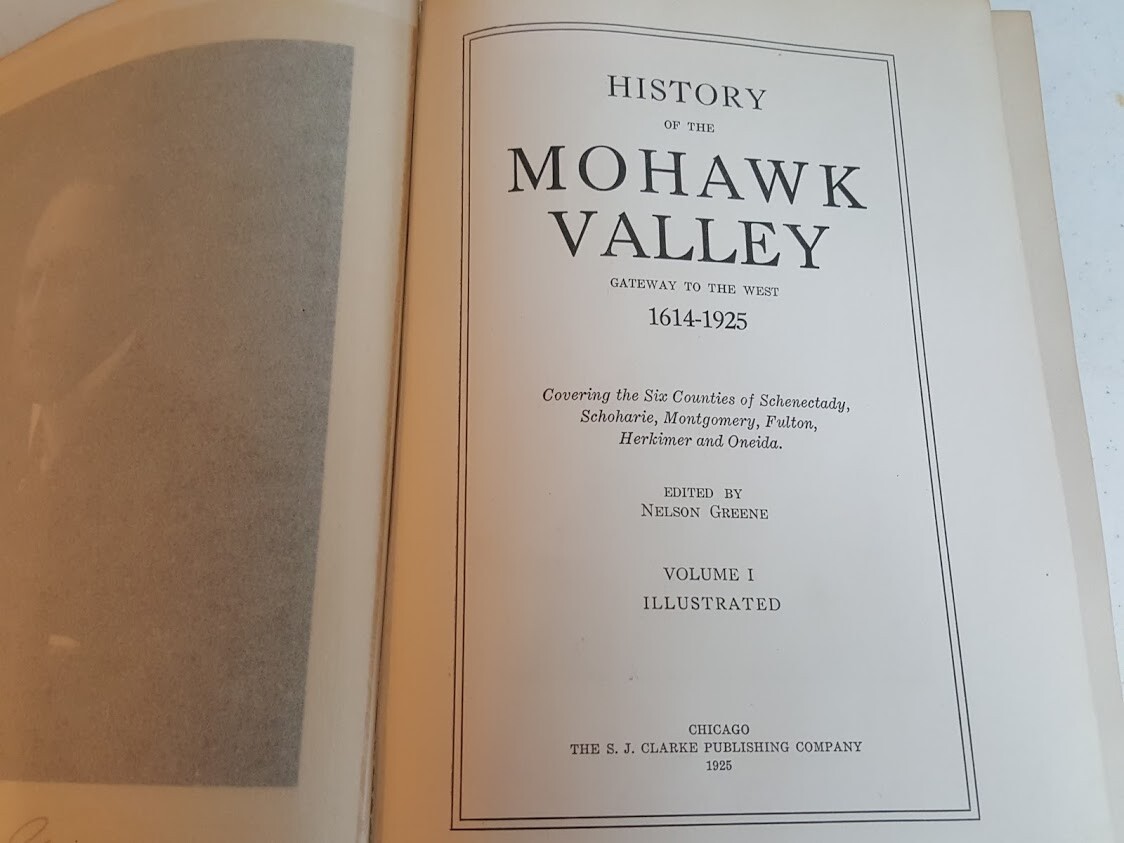 HISTORY
OF THE
MOHAWK
VALLEY
GATEWAY TO THE WEST
1614-1925
Covering the Six Counties of Schenectady,
Schoharie, Montgomery, Fulton,
Herkimer and Oneida.
EDITED BY
NELSON GREENE
VOLUME I
ILLUSTRATED
CHICAGO
THE S. J. CLARKE PUBLISHING COMPANY
1925